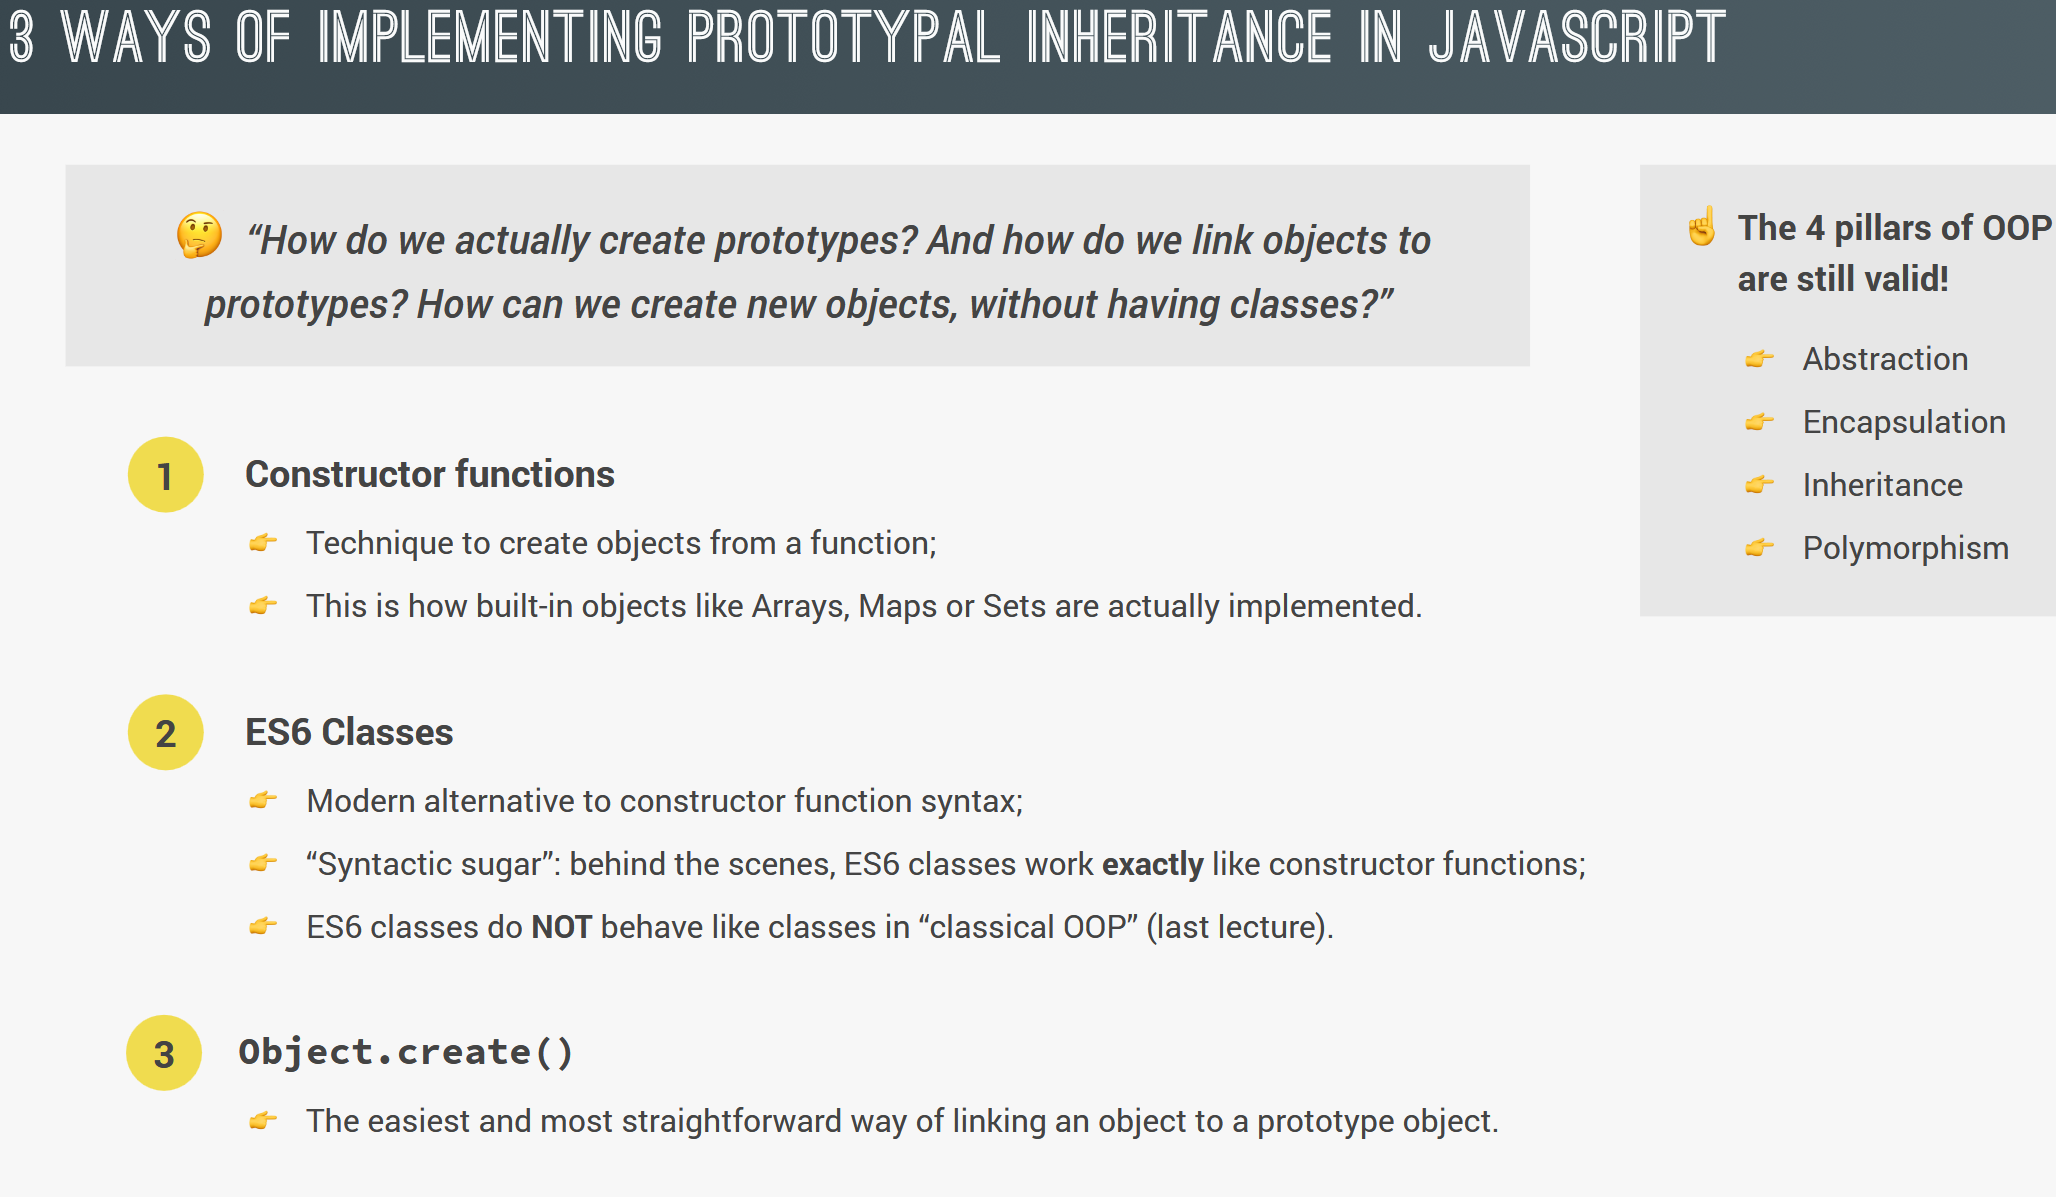 3 WAYS OF IMPLEMENTING PROTOTYPAL INHERITANCE IN JAVASCRIPT
🤔 “How do we actually create prototypes? And how do we link objects to
prototypes? How can we create new objects, without having classes?”
1 Constructor functions
👉 Technique to create objects from a function;
👉 This is how built-in objects like Arrays, Maps or Sets are actually implemented.
2 ES6 Classes
👉 Modern alternative to constructor function syntax;
👉 “Syntactic sugar”: behind the scenes, ES6 classes work exactly like constructor functions;
👉 ES6 classes do NOT behave like classes in “classical OOP” (last lecture).
3 Object.create()
👉 The easiest and most straightforward way of linking an object to a prototype object.
☝️ The 4 pillars of OOP
are still valid!
👉 Abstraction
👉 Encapsulation
👉 Inheritance
👉 Polymorphism